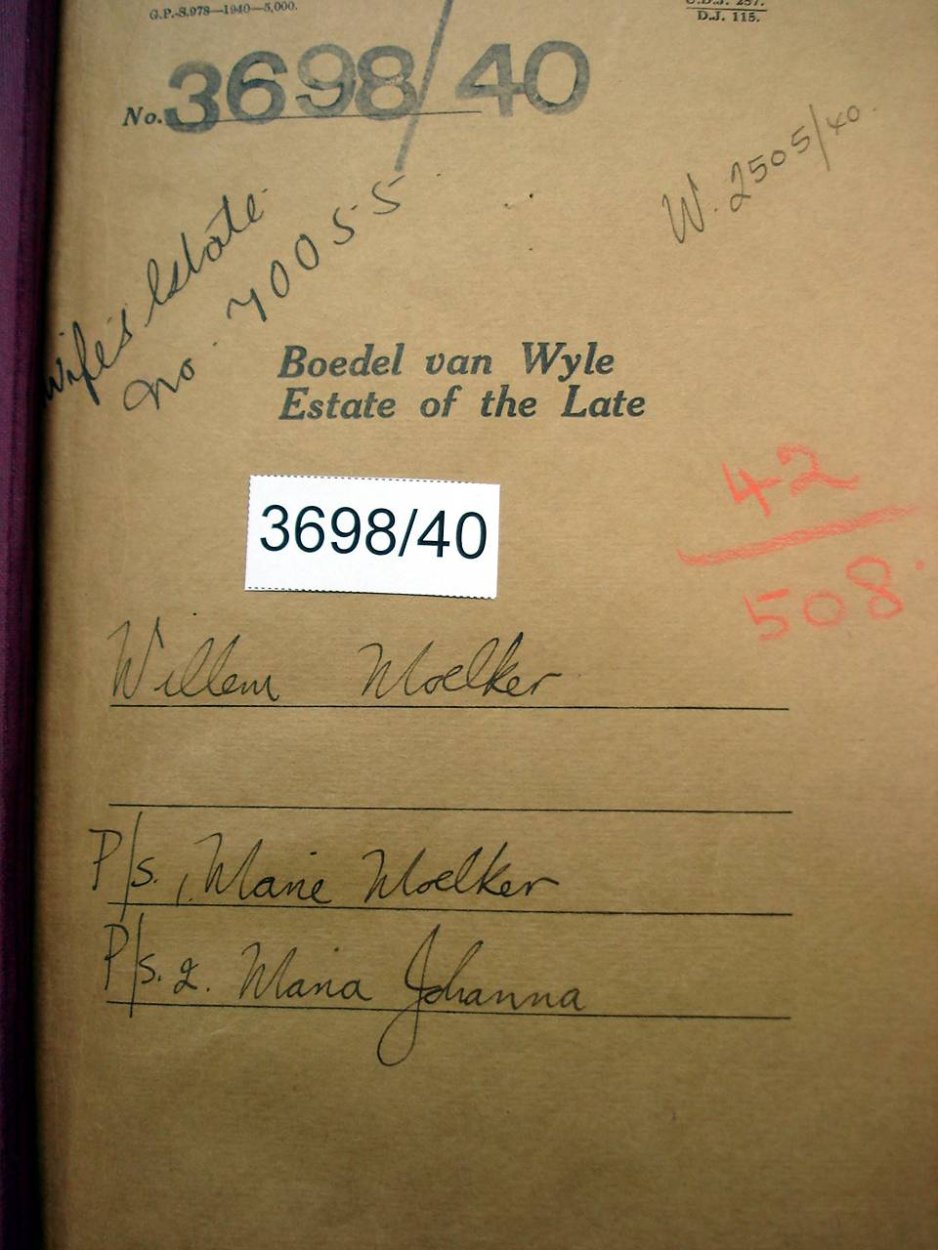 G.P.-S.978—1940—5,000.
U.D.J. 257.
D.J. 115.
No. 3698/40
W. 2505/40.
Wife's Estate
No. 70055
Boedel van Wyle
Estate of the Late
3698/40
42
508
Willem Moelker
P/s. 1. Marie Moelker
P/s. 2. Maria Johanna